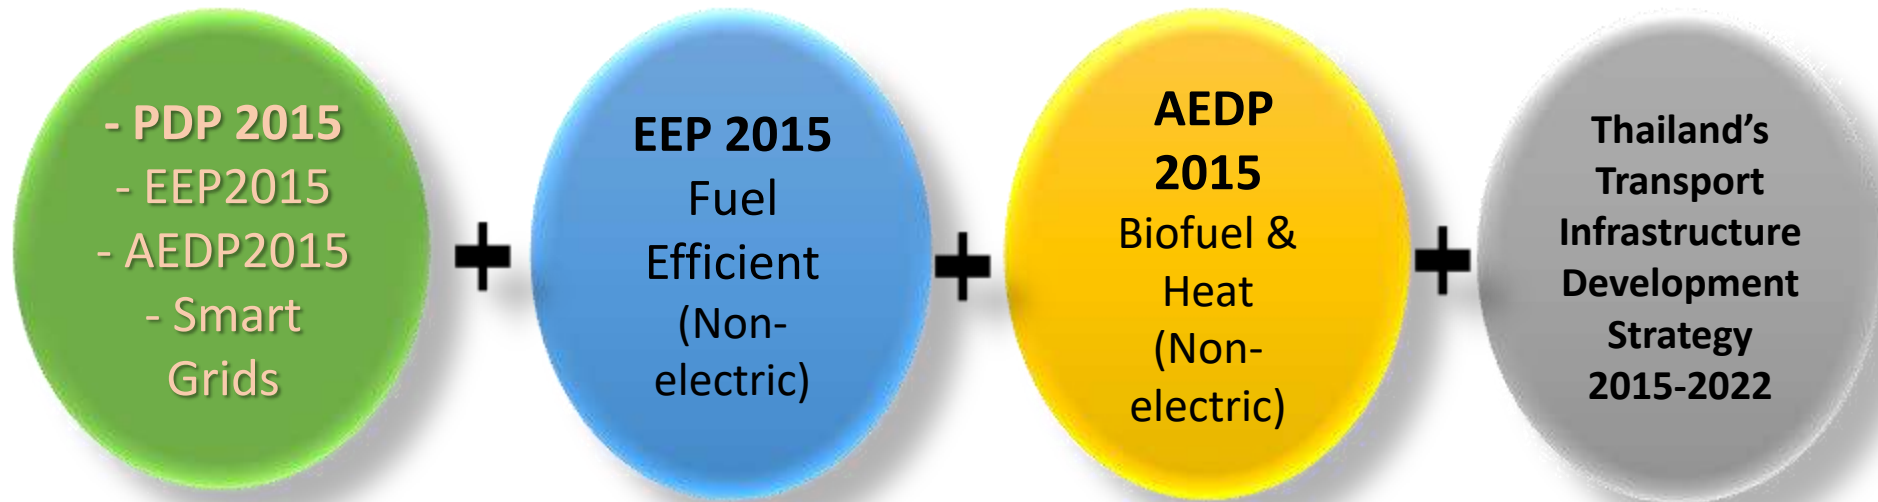 - PDP 2015
- EEP2015
- AEDP2015
- Smart
Grids
+
EEP 2015
Fuel
Efficient
(Non-
electric)
+
AEDP
2015
Biofuel &
Heat
(Non-
electric)
+
Thailand’s
Transport
Infrastructure
Development
Strategy
2015-2022